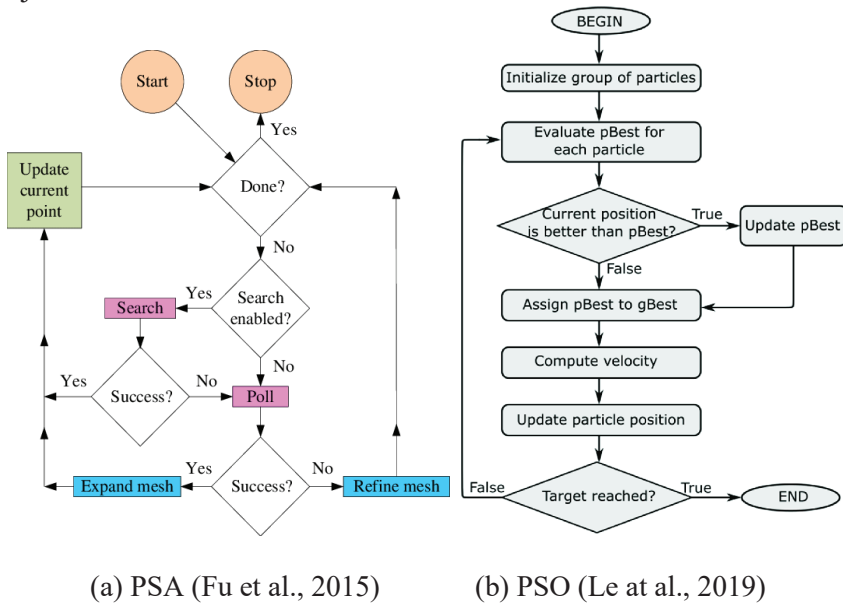 Start
Stop
Yes
Update
current
point
Done?
No
Yes
Search
enabled?
Search
No
Yes
Success?
No
Poll
Expand mesh
Yes
Success?
No
Refine mesh
(a) PSA (Fu et al., 2015)
BEGIN
Initialize group of particles
Evaluate pBest for
each particle
Current position
is better than pBest?
True
Update pBest
False
Assign pBest to gBest
Compute velocity
Update particle position
False
Target reached?
True
END
(b) PSO (Le at al., 2019)